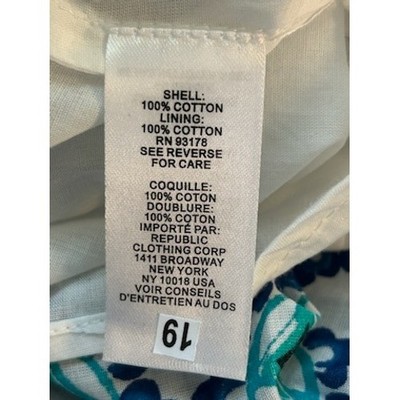 SHELL:
100% COTTON
LINING:
100% COTTON
RN 93178
SEE REVERSE
FOR CARE
COQUILLE:
100% COTON
DOUBLURE:
100% COTON
IMPORTÉ PAR:
REPUBLIC
CLOTHING CORP
1411 BROADWAY
NEW YORK
NY 10018 USA
VOIR CONSEILS
D'ENTRETIEN AU DOS
19